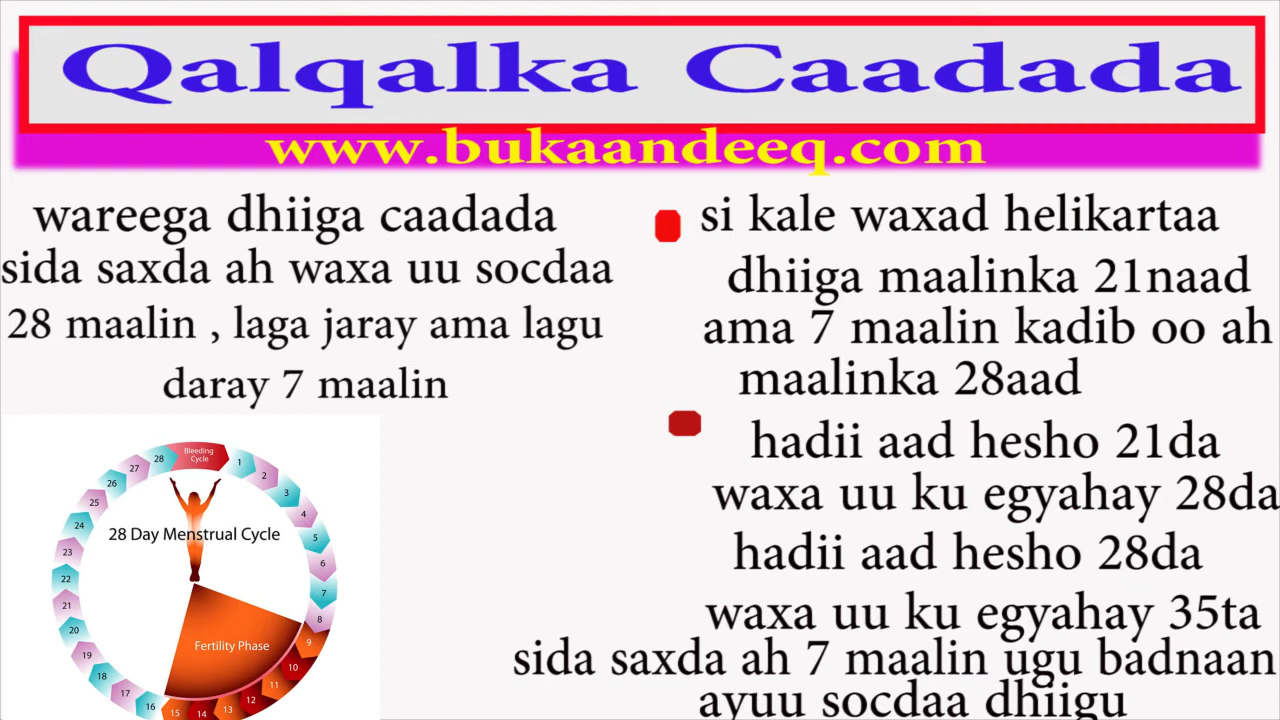 Qalqalka Caadada
www.bukaandeeq.com
wareega dhiiga caadada
sida saxda ah waxa uu socdaa
28 maalin , laga jaray ama lagu
daray 7 maalin
si kale waxad helikartaa
dhiiga maalinka 21naad
ama 7 maalin kadib oo ah
maalinka 28aad
hadii aad hesho 21da
waxa uu ku egyahay 28da
hadii aad hesho 28da
waxa uu ku egyahay 35ta
sida saxda ah 7 maalin ugu badnaan
ayuu socdaa dhiigu
Bleeding
Cycle
1
2
3
4
5
6
7
8
9
10
11
12
13
14
15
16
17
18
19
20
21
22
23
24
25
26
27
28
28 Day Menstrual Cycle
Fertility Phase